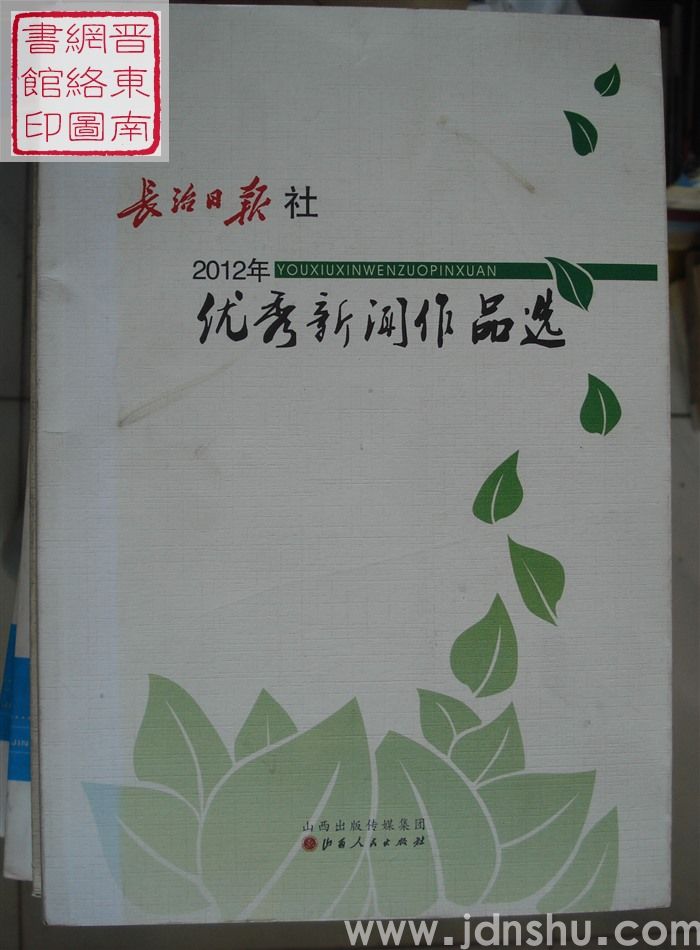 晋東南
網絡圖
書館印
長治日報社
2012年 YOUXIUXINWENZUOPINXUAN
优秀新闻作品选
山西出版传媒集团
山西人民出版社
www.jdnshu.com